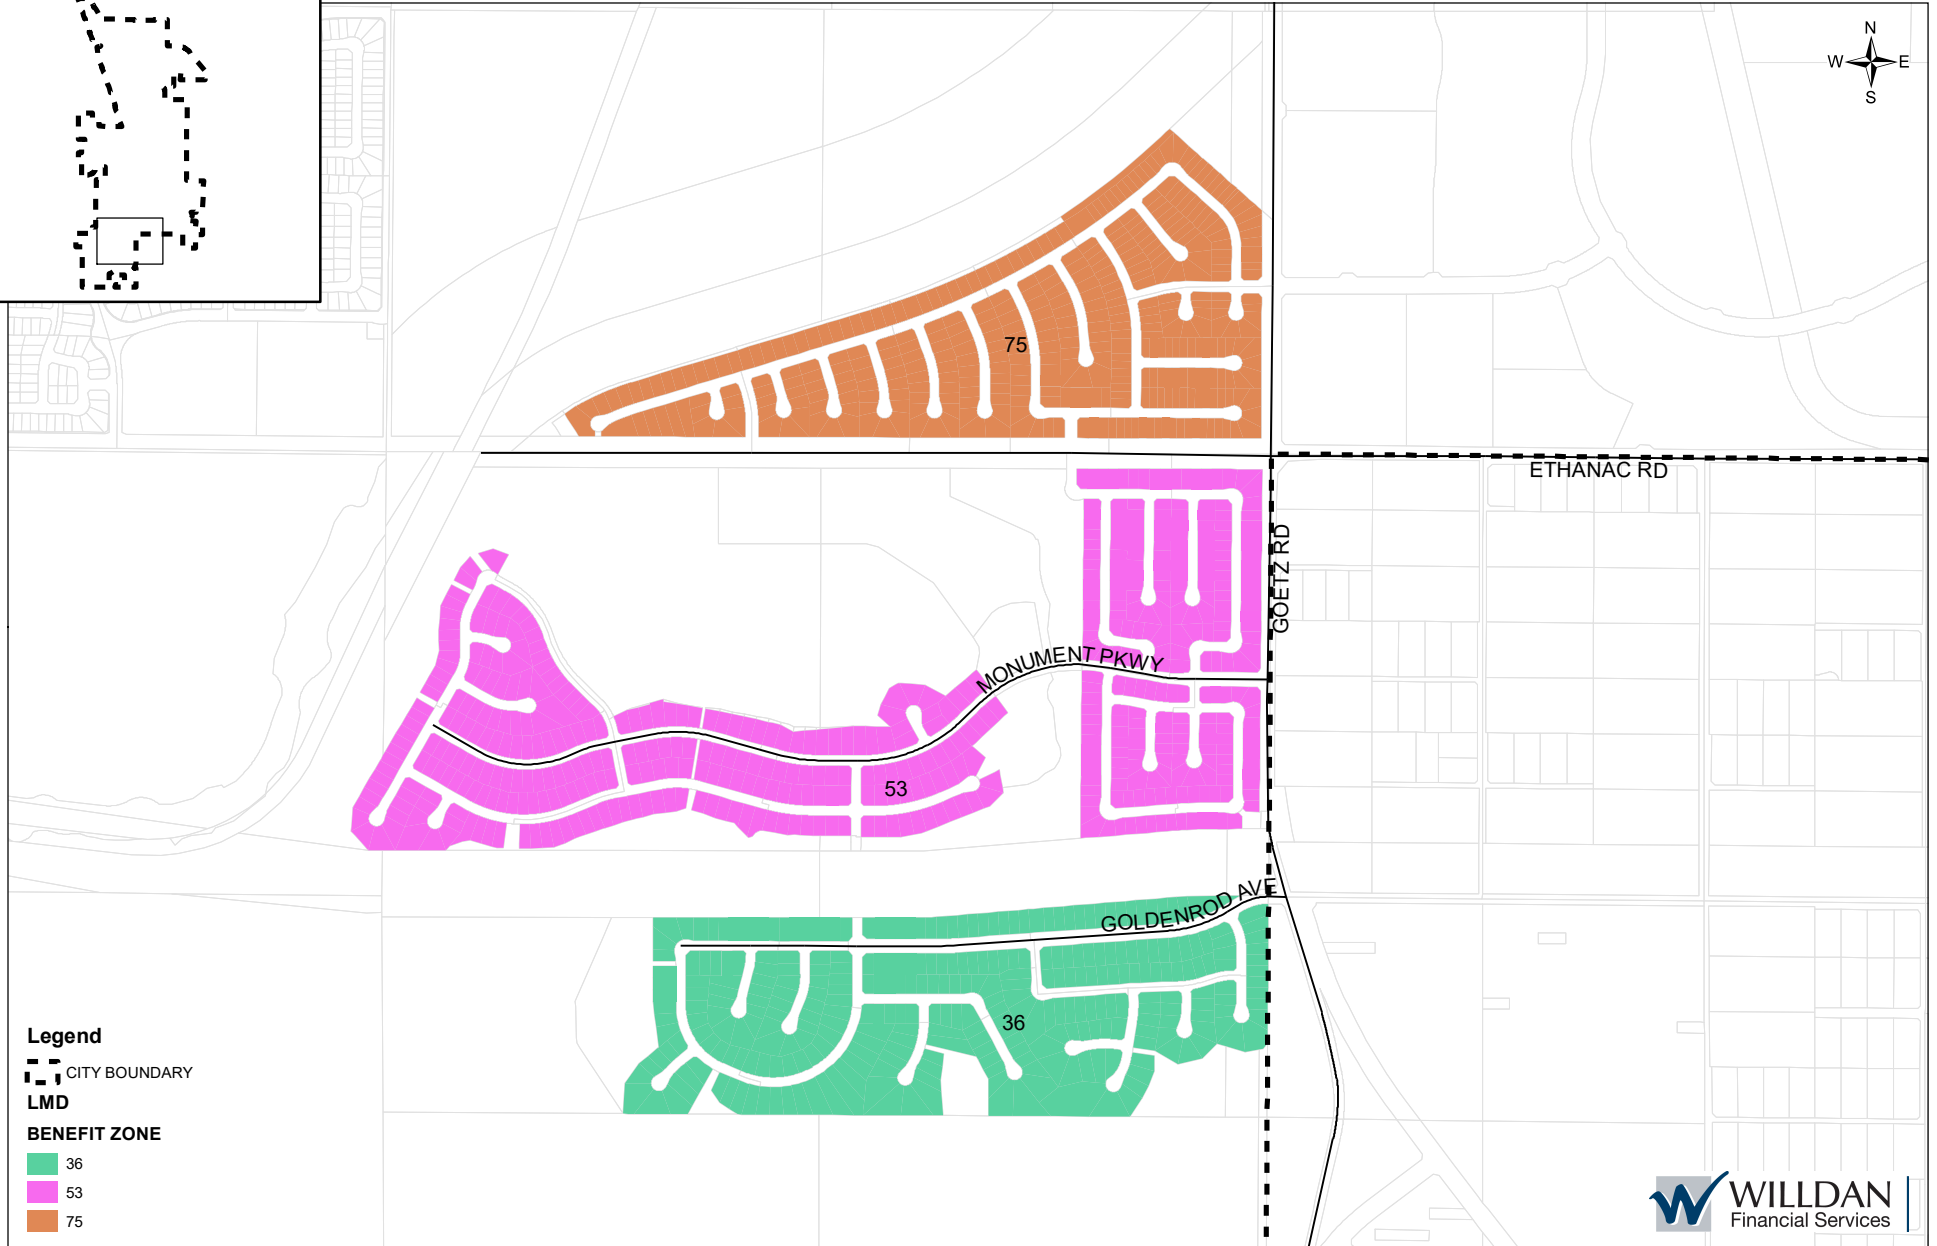 N
W E
S
75
ETHANAC RD
GOETZ RD
MONUMENT PKWY
53
GOLDENROD AVE
36
Legend
CITY BOUNDARY
LMD
BENEFIT ZONE
36
53
75
WILLDAN
Financial Services